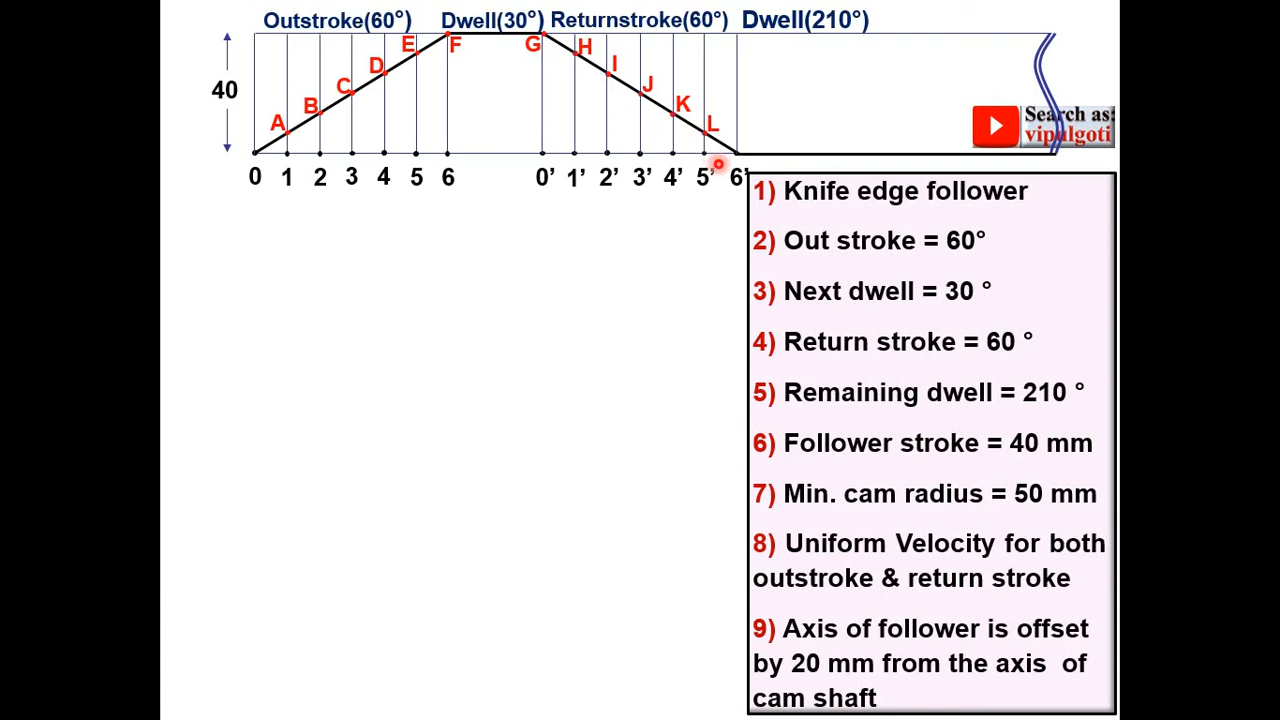 Outstroke(60°) Dwell(30°) Returnstroke(60°) Dwell(210°)
40
A B C D E F G H I J K L
0 1 2 3 4 5 6 0' 1' 2' 3' 4' 5' 6'
Search as:
vipulgoti
1) Knife edge follower
2) Out stroke = 60°
3) Next dwell = 30 °
4) Return stroke = 60 °
5) Remaining dwell = 210 °
6) Follower stroke = 40 mm
7) Min. cam radius = 50 mm
8) Uniform Velocity for both
outstroke & return stroke
9) Axis of follower is offset
by 20 mm from the axis of
cam shaft